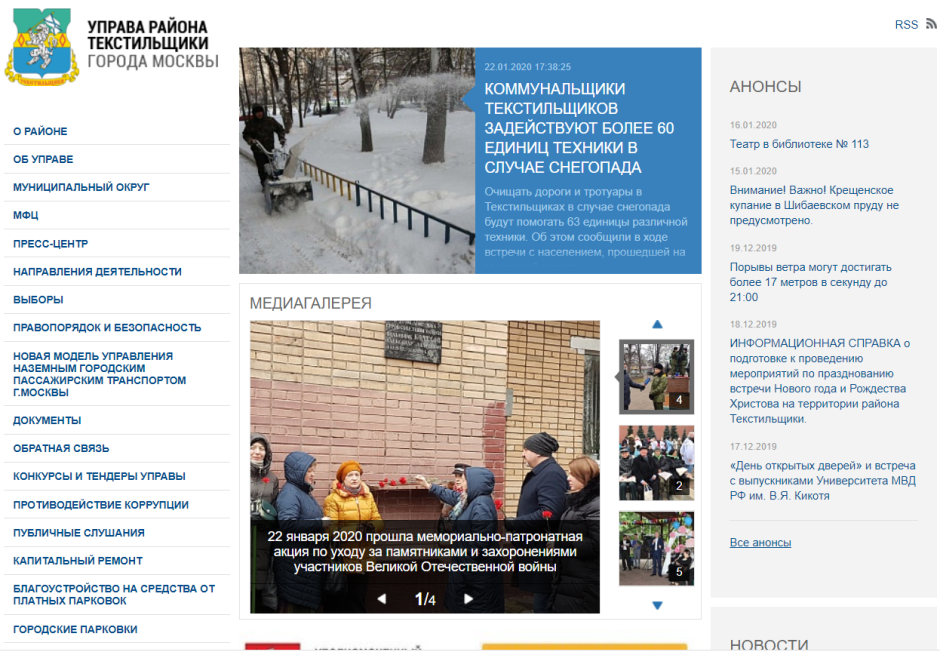 УПРАВА РАЙОНА
ТЕКСТИЛЬЩИКИ
ГОРОДА МОСКВЫ
RSS
О РАЙОНЕ
ОБ УПРАВЕ
МУНИЦИПАЛЬНЫЙ ОКРУГ
МФЦ
ПРЕСС-ЦЕНТР
НАПРАВЛЕНИЯ ДЕЯТЕЛЬНОСТИ
ВЫБОРЫ
ПРАВОПОРЯДОК И БЕЗОПАСНОСТЬ
НОВАЯ МОДЕЛЬ УПРАВЛЕНИЯ
НАЗЕМНЫМ ГОРОДСКИМ
ПАССАЖИРСКИМ ТРАНСПОРТОМ
Г.МОСКВЫ
ДОКУМЕНТЫ
ОБРАТНАЯ СВЯЗЬ
КОНКУРСЫ И ТЕНДЕРЫ УПРАВЫ
ПРОТИВОДЕЙСТВИЕ КОРРУПЦИИ
ПУБЛИЧНЫЕ СЛУШАНИЯ
КАПИТАЛЬНЫЙ РЕМОНТ
БЛАГОУСТРОЙСТВО НА СРЕДСТВА ОТ
ПЛАТНЫХ ПАРКОВОК
ГОРОДСКИЕ ПАРКОВКИ
22.01.2020 17:38:25
КОММУНАЛЬЩИКИ
ТЕКСТИЛЬЩИКОВ
ЗАДЕЙСТВУЮТ БОЛЕЕ 60
ЕДИНИЦ ТЕХНИКИ В
СЛУЧАЕ СНЕГОПАДА
Очищать дороги и тротуары в
Текстильщиках в случае снегопада
будут помогать 63 единицы различной
техники. Об этом сообщили в ходе
встречи с населением, прошедшей на
МЕДИАГАЛЕРЕЯ
22 января 2020 прошла мемориально-патронатная
акция по уходу за памятниками и захоронениями
участников Великой Отечественной войны
1/4
4
2
5
АНОНСЫ
16.01.2020
Театр в библиотеке № 113
15.01.2020
Внимание! Важно! Крещенское
купание в Шибаевском пруду не
предусмотрено.
19.12.2019
Порывы ветра могут достигать
более 17 метров в секунду до
21:00
18.12.2019
ИНФОРМАЦИОННАЯ СПРАВКА о
подготовке к проведению
мероприятий по празднованию
встречи Нового года и Рождества
Христова на территории района
Текстильщики.
17.12.2019
«День открытых дверей» и встреча
с выпускниками Университета МВД
РФ им. В.Я. Кикотя
Все анонсы
НОВОСТИ